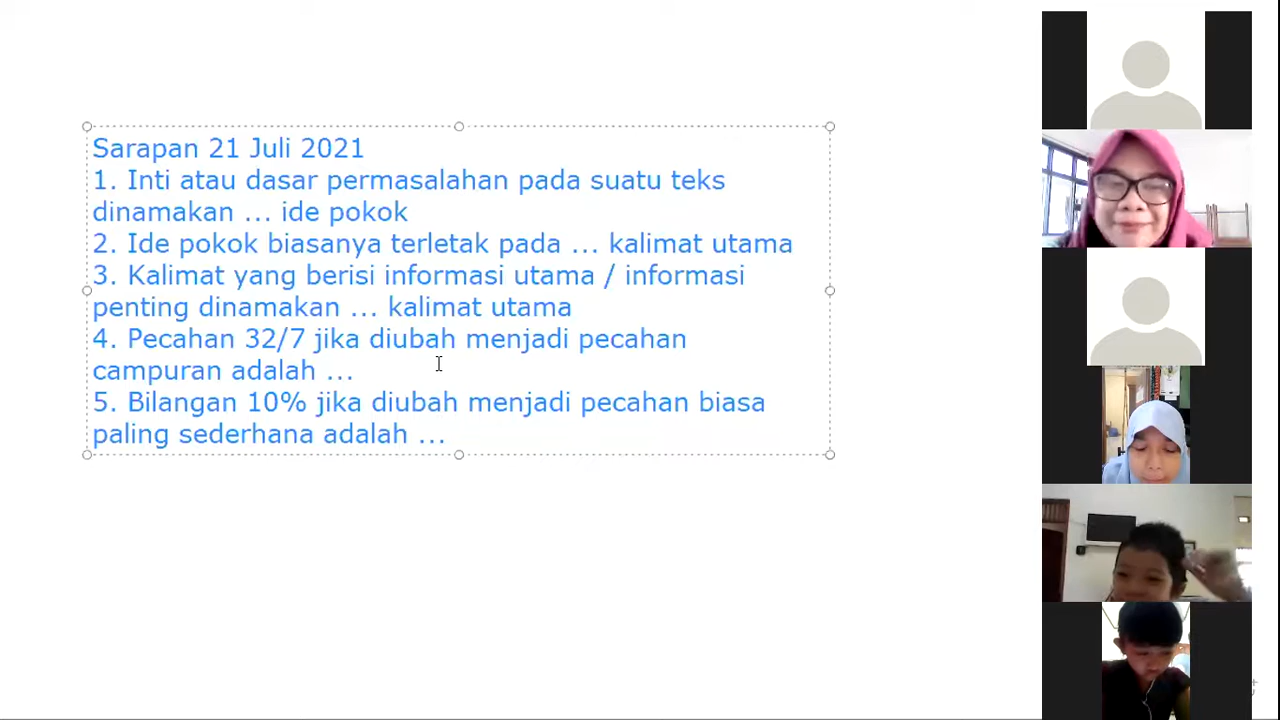 Sarapan 21 Juli 2021
1. Inti atau dasar permasalahan pada suatu teks
dinamakan ... ide pokok
2. Ide pokok biasanya terletak pada ... kalimat utama
3. Kalimat yang berisi informasi utama / informasi
penting dinamakan ... kalimat utama
4. Pecahan 32/7 jika diubah menjadi pecahan
campuran adalah ...
5. Bilangan 10% jika diubah menjadi pecahan biasa
paling sederhana adalah ...